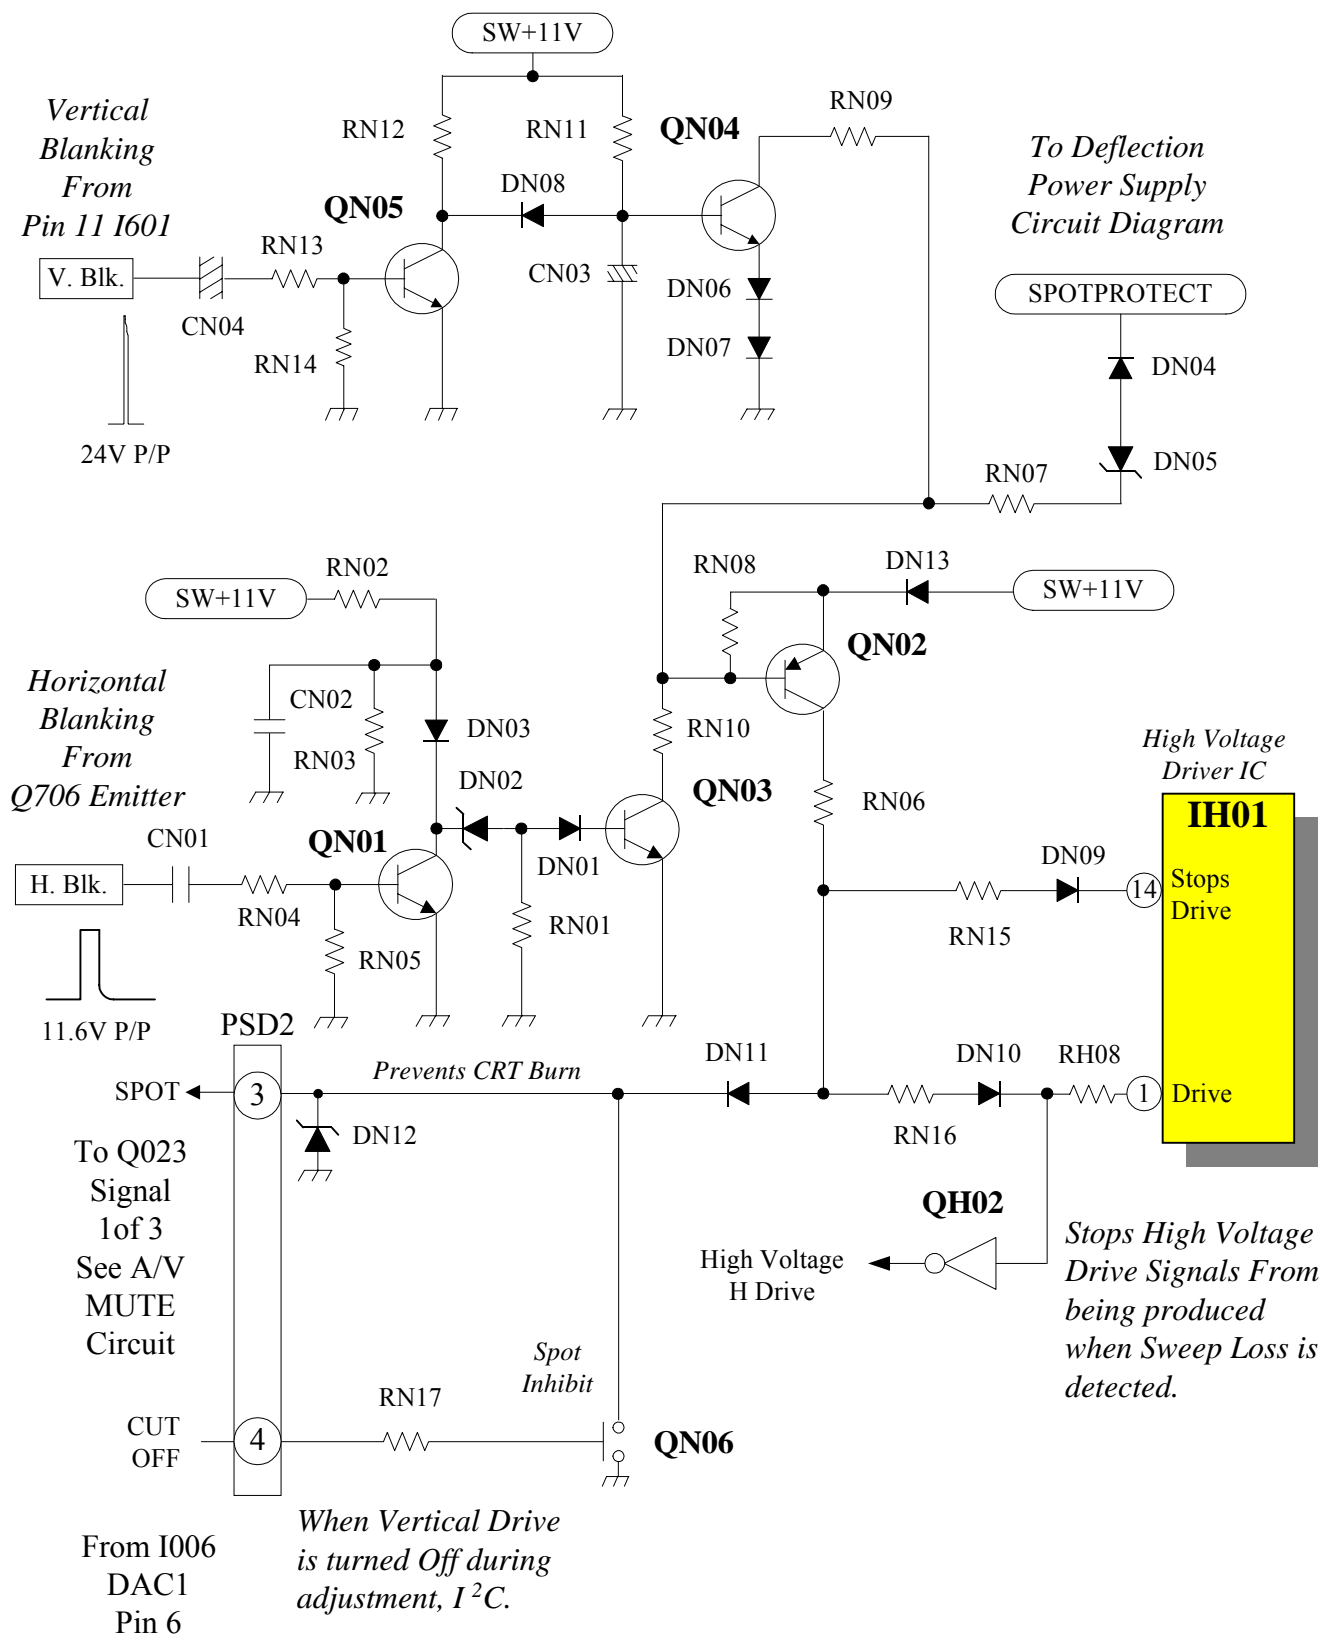 SW+11V
Vertical
Blanking
From
Pin 11 I601
RN12
RN11
QN04
RN09
To Deflection
Power Supply
Circuit Diagram
QN05
DN08
RN13
V. Blk.
CN04
CN03
DN06
SPOTPROTECT
RN14
DN07
DN04
24V P/P
DN05
RN07
RN02
SW+11V
RN08
DN13
SW+11V
QN02
Horizontal
Blanking
From
Q706 Emitter
CN02
RN03
DN03
DN02
RN10
QN03
RN06
High Voltage
Driver IC
IH01
CN01
QN01
DN01
DN09
H. Blk.
RN04
RN01
RN15
14
Stops
Drive
RN05
11.6V P/P
PSD2
DN11
DN10
RH08
SPOT
3
Prevents CRT Burn
1
Drive
DN12
RN16
To Q023
Signal
1of 3
See A/V
MUTE
Circuit
QH02
High Voltage
H Drive
Stops High Voltage
Drive Signals From
being produced
when Sweep Loss is
detected.
Spot
Inhibit
RN17
CUT
OFF
4
QN06
When Vertical Drive
is turned Off during
adjustment, I ²C.
From I006
DAC1
Pin 6